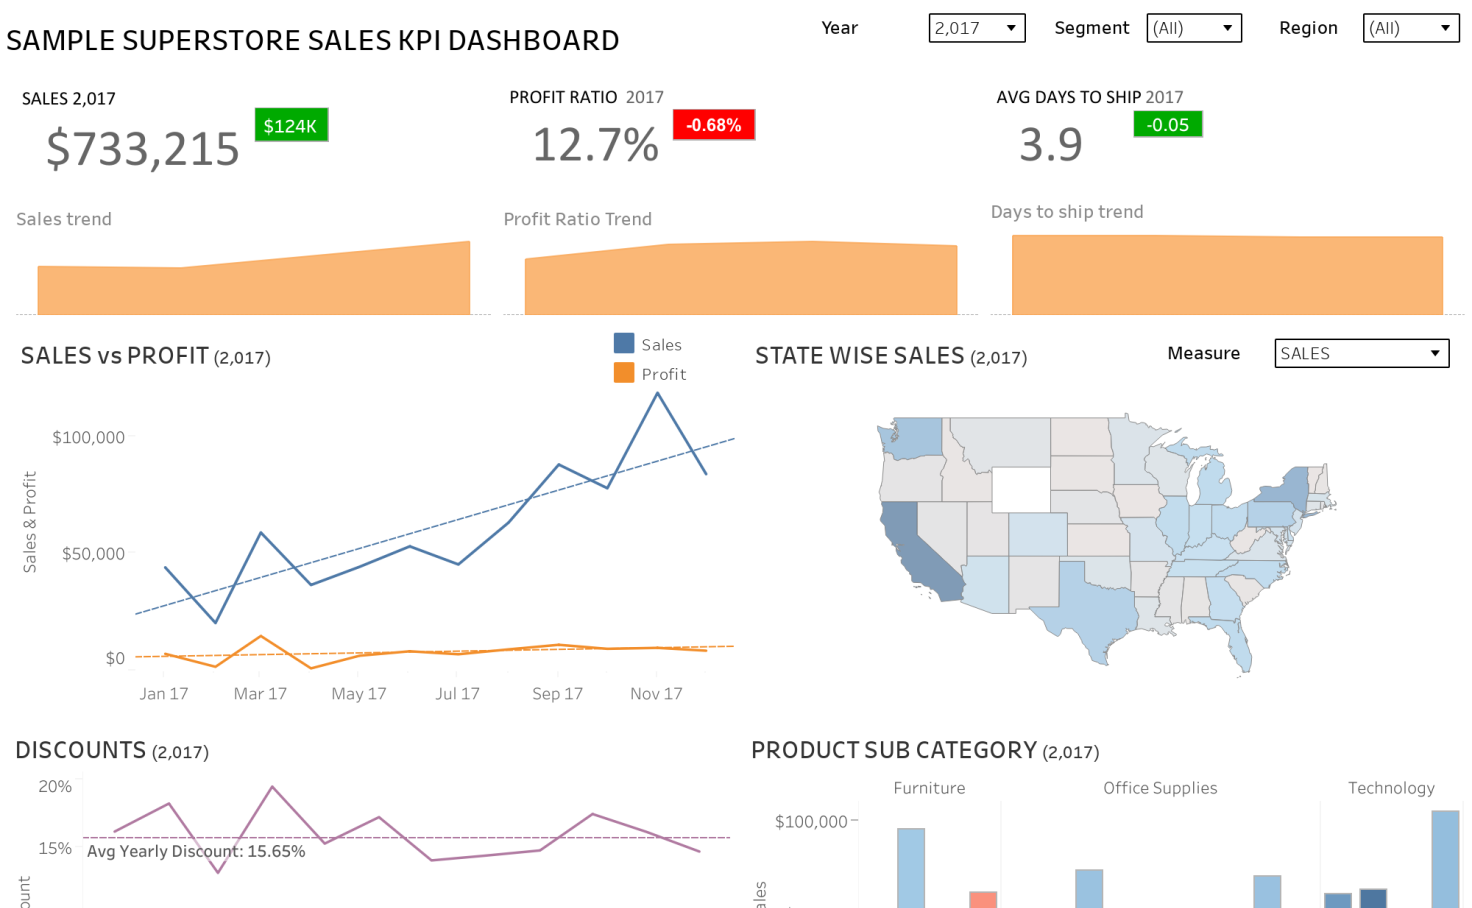 SAMPLE SUPERSTORE SALES KPI DASHBOARD
Year
2,017
Segment
(All)
Region
(All)
SALES 2,017
$733,215
$124K
PROFIT RATIO 2017
12.7%
-0.68%
AVG DAYS TO SHIP 2017
3.9
-0.05
Sales trend
Profit Ratio Trend
Days to ship trend
SALES vs PROFIT (2,017)
Sales
Profit
Sales & Profit
$100,000
$50,000
$0
Jan 17
Mar 17
May 17
Jul 17
Sep 17
Nov 17
STATE WISE SALES (2,017)
Measure
SALES
DISCOUNTS (2,017)
20%
15%
Avg Yearly Discount: 15.65%
ount
PRODUCT SUB CATEGORY (2,017)
Furniture
Office Supplies
Technology
$100,000
ales